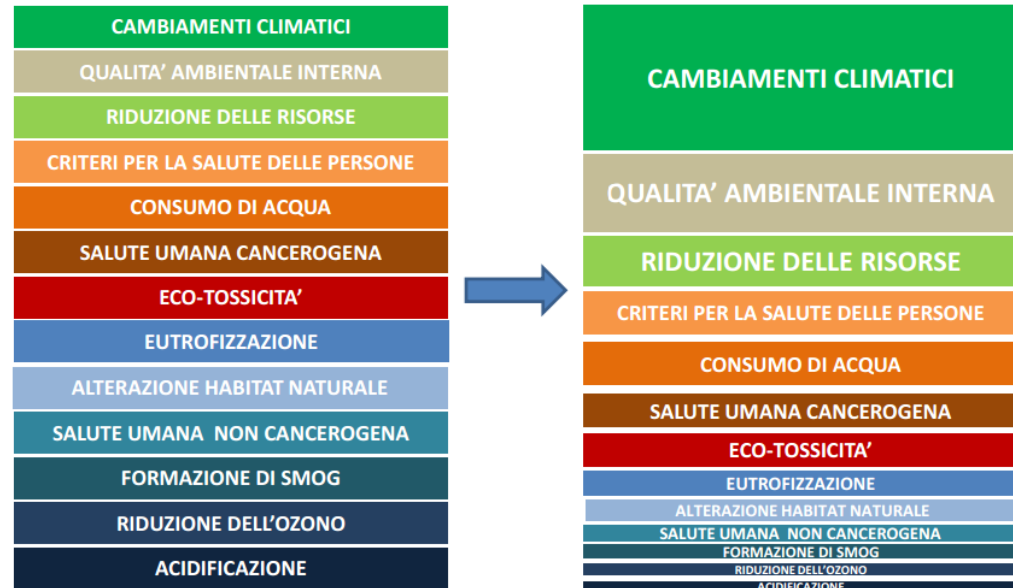 CAMBIAMENTI CLIMATICI
QUALITA’ AMBIENTALE INTERNA
RIDUZIONE DELLE RISORSE
CRITERI PER LA SALUTE DELLE PERSONE
CONSUMO DI ACQUA
SALUTE UMANA CANCEROGENA
ECO-TOSSICITA’
EUTROFIZZAZIONE
ALTERAZIONE HABITAT NATURALE
SALUTE UMANA NON CANCEROGENA
FORMAZIONE DI SMOG
RIDUZIONE DELL’OZONO
ACIDIFICAZIONE
CAMBIAMENTI CLIMATICI
QUALITA’ AMBIENTALE INTERNA
RIDUZIONE DELLE RISORSE
CRITERI PER LA SALUTE DELLE PERSONE
CONSUMO DI ACQUA
SALUTE UMANA CANCEROGENA
ECO-TOSSICITA’
EUTROFIZZAZIONE
ALTERAZIONE HABITAT NATURALE
SALUTE UMANA NON CANCEROGENA
FORMAZIONE DI SMOG
RIDUZIONE DELL’OZONO
ACIDIFICAZIONE